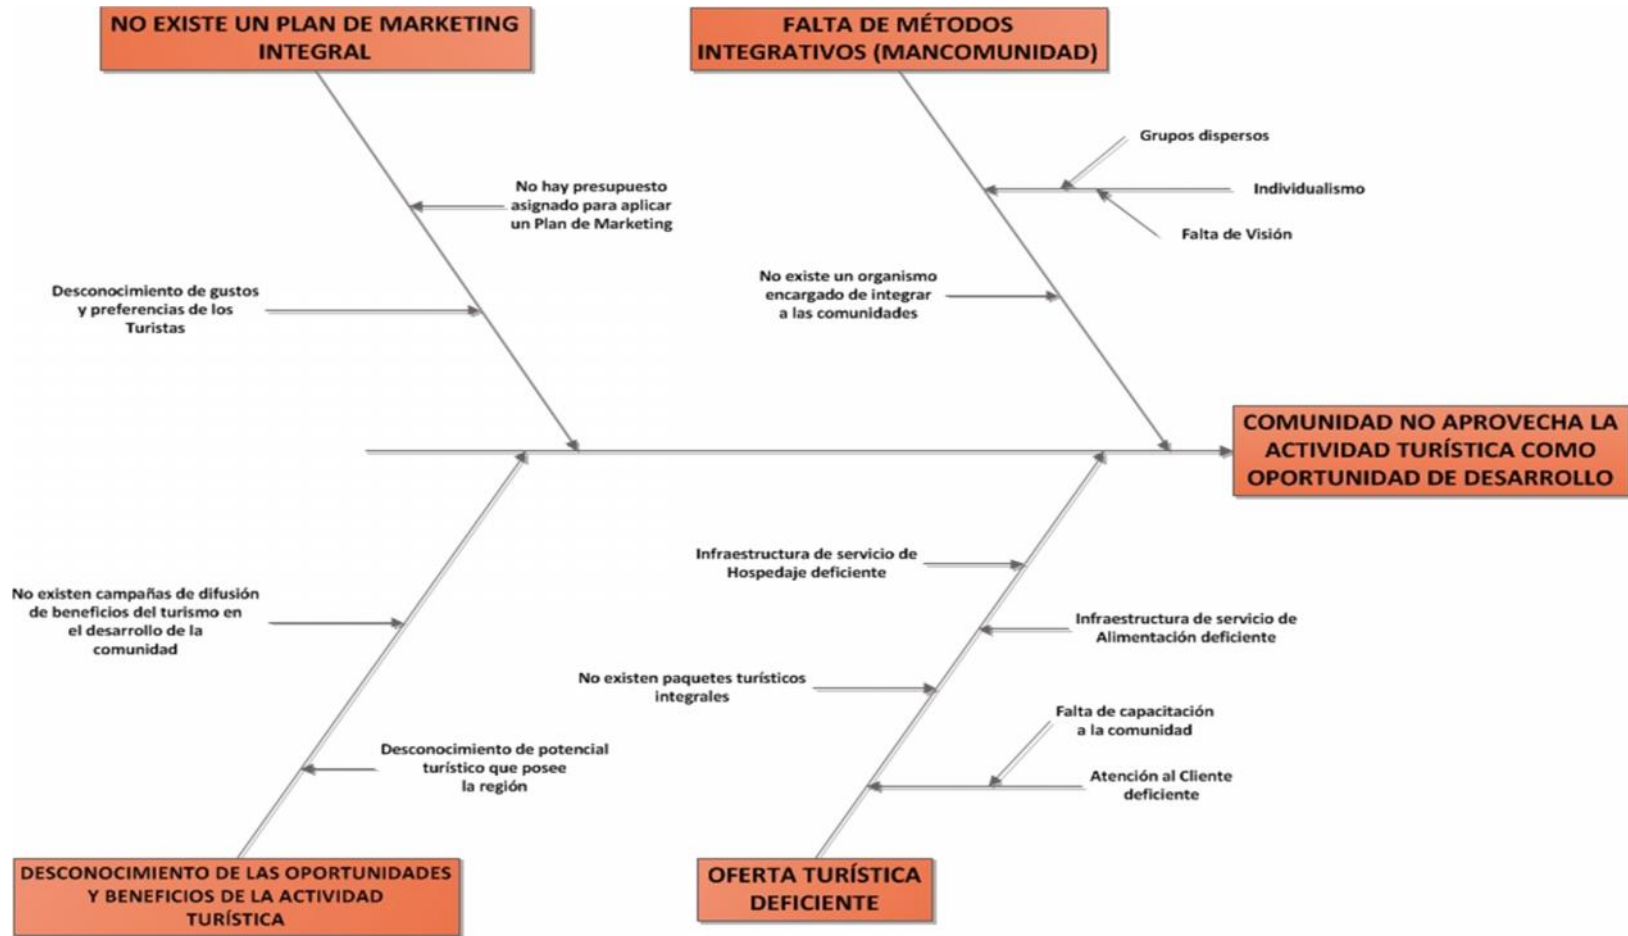 NO EXISTE UN PLAN DE MARKETING
INTEGRAL
FALTA DE MÉTODOS
INTEGRATIVOS (MANCOMUNIDAD)
No hay presupuesto
asignado para aplicar
un Plan de Marketing
Desconocimiento de gustos
y preferencias de los
Turistas
Grupos dispersos
Individualismo
Falta de Visión
No existe un organismo
encargado de integrar
a las comunidades
COMUNIDAD NO APROVECHA LA
ACTIVIDAD TURÍSTICA COMO
OPORTUNIDAD DE DESARROLLO
No existen campañas de difusión
de beneficios del turismo en
el desarrollo de la
comunidad
Desconocimiento de potencial
turístico que posee
la región
Infraestructura de servicio de
Hospedaje deficiente
Infraestructura de servicio de
Alimentación deficiente
No existen paquetes turísticos
integrales
Falta de capacitación
a la comunidad
Atención al Cliente
deficiente
DESCONOCIMIENTO DE LAS OPORTUNIDADES
Y BENEFICIOS DE LA ACTIVIDAD
TURÍSTICA
OFERTA TURÍSTICA
DEFICIENTE